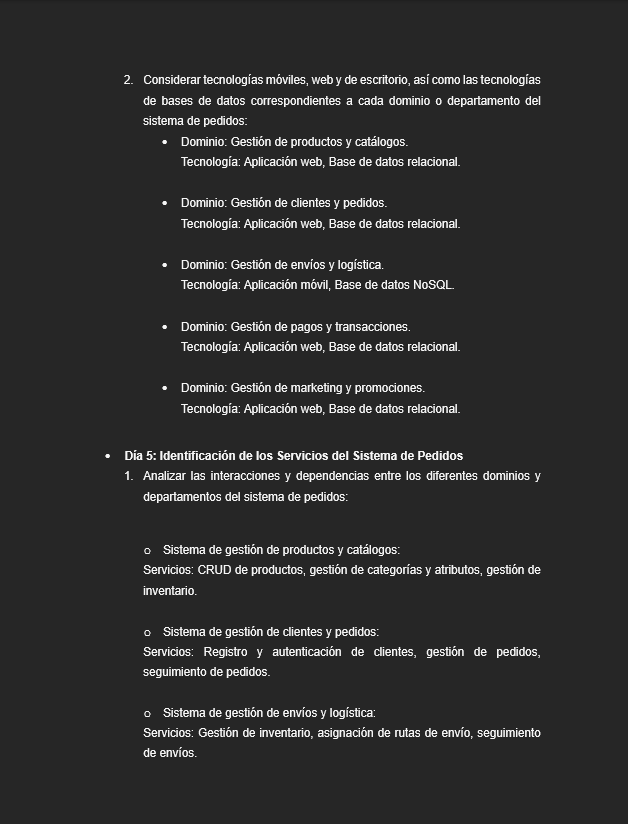 2. Considerar tecnologías móviles, web y de escritorio, así como las tecnologías
de bases de datos correspondientes a cada dominio o departamento del
sistema de pedidos:
• Dominio: Gestión de productos y catálogos.
Tecnología: Aplicación web, Base de datos relacional.
• Dominio: Gestión de clientes y pedidos.
Tecnología: Aplicación web, Base de datos relacional.
• Dominio: Gestión de envíos y logística.
Tecnología: Aplicación móvil, Base de datos NoSQL.
• Dominio: Gestión de pagos y transacciones.
Tecnología: Aplicación web, Base de datos relacional.
• Dominio: Gestión de marketing y promociones.
Tecnología: Aplicación web, Base de datos relacional.
• Día 5: Identificación de los Servicios del Sistema de Pedidos
1. Analizar las interacciones y dependencias entre los diferentes dominios y
departamentos del sistema de pedidos:
o Sistema de gestión de productos y catálogos:
Servicios: CRUD de productos, gestión de categorías y atributos, gestión de
inventario.
o Sistema de gestión de clientes y pedidos:
Servicios: Registro y autenticación de clientes, gestión de pedidos,
seguimiento de pedidos.
o Sistema de gestión de envíos y logística:
Servicios: Gestión de inventario, asignación de rutas de envío, seguimiento
de envíos.